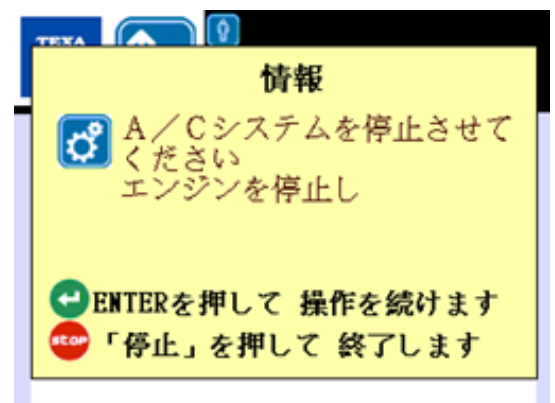 TEXA
情報
A/Cシステムを停止させて
ください
エンジンを停止し
ENTERを押して 操作を続けます
STOP 「停止」を押して 終了します